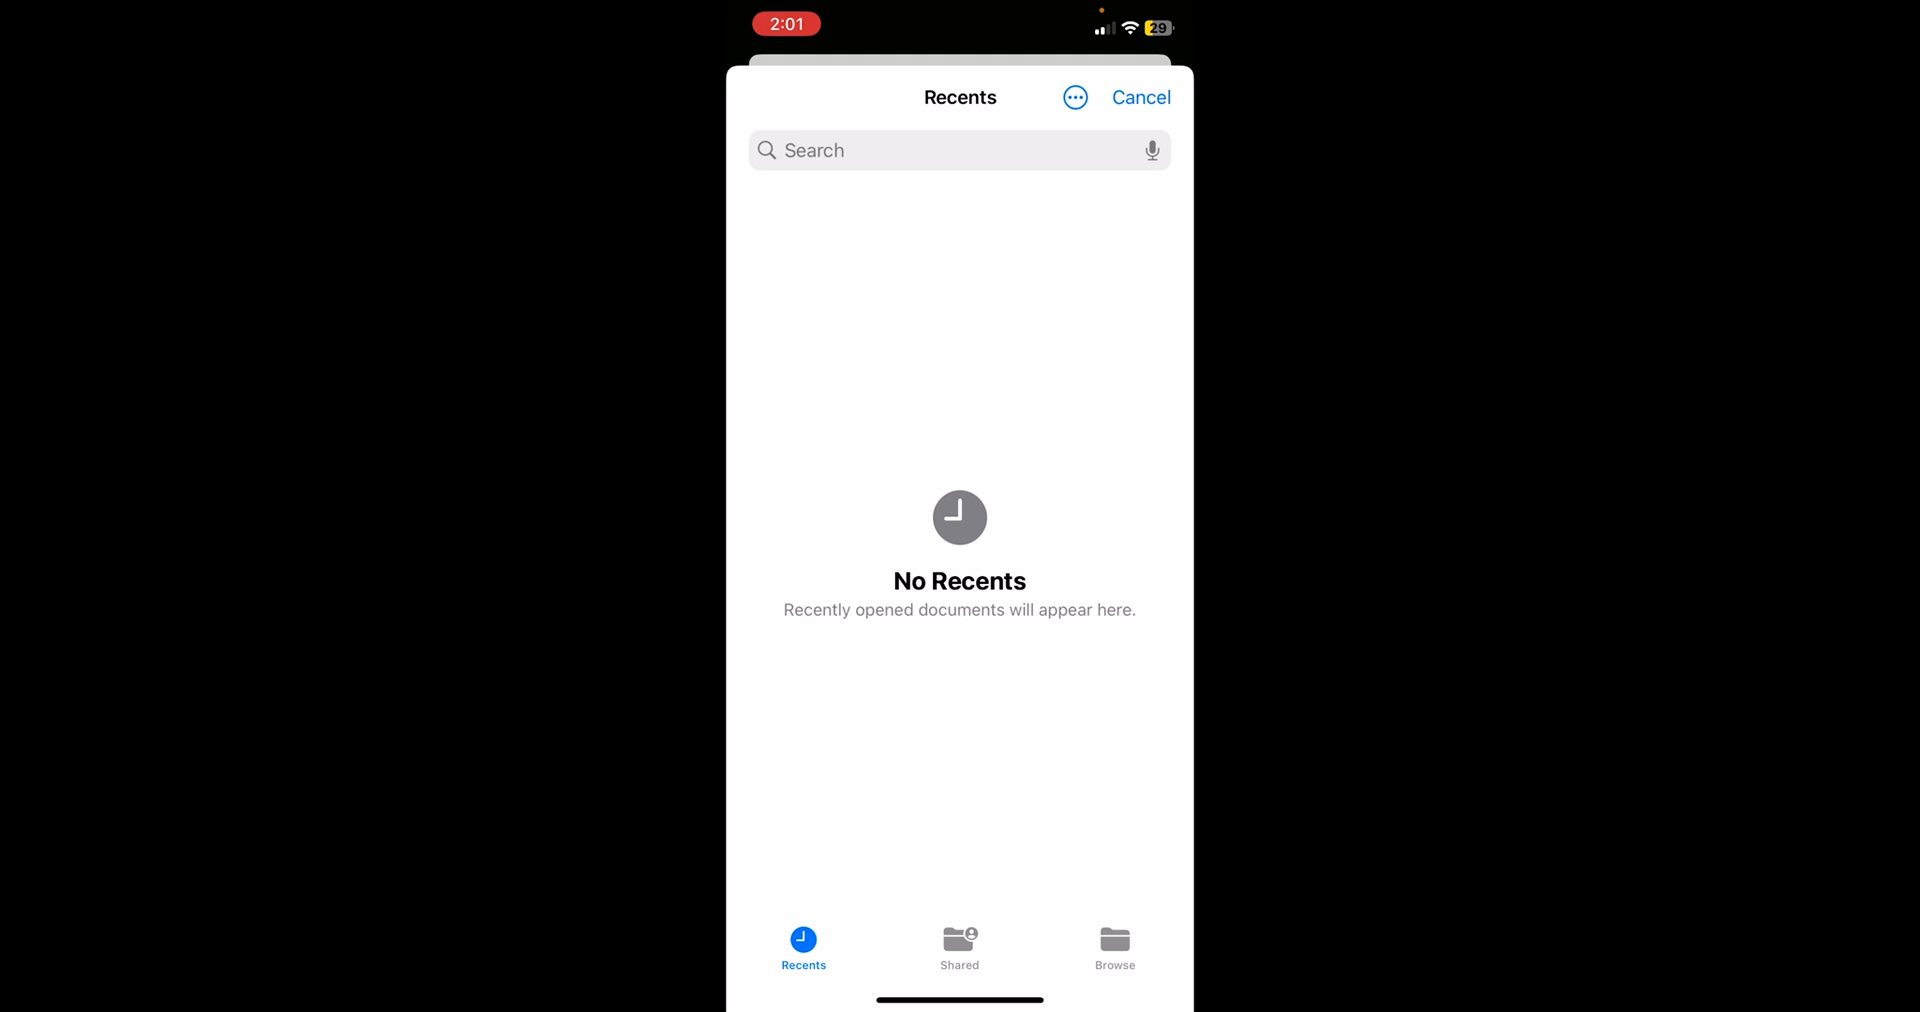 2:01
29
Recents
Cancel
Search
No Recents
Recently opened documents will appear here.
Recents
Shared
Browse